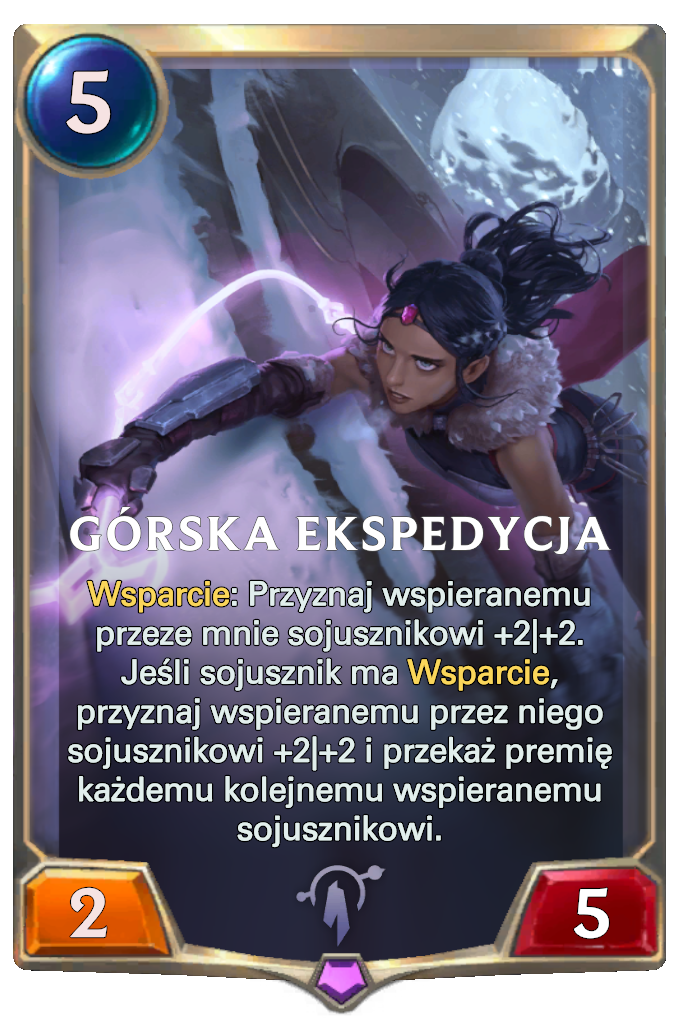 5
GÓRSKA EKSPEDYCJA
Wsparcie: Przyznaj wspieranemu
przeze mnie sojusznikowi +2|+2.
Jeśli sojusznik ma Wsparcie,
przyznaj wspieranemu przez niego
sojusznikowi +2|+2 i przekaż premię
każdemu kolejnemu wspieranemu
sojusznikowi.
2
5